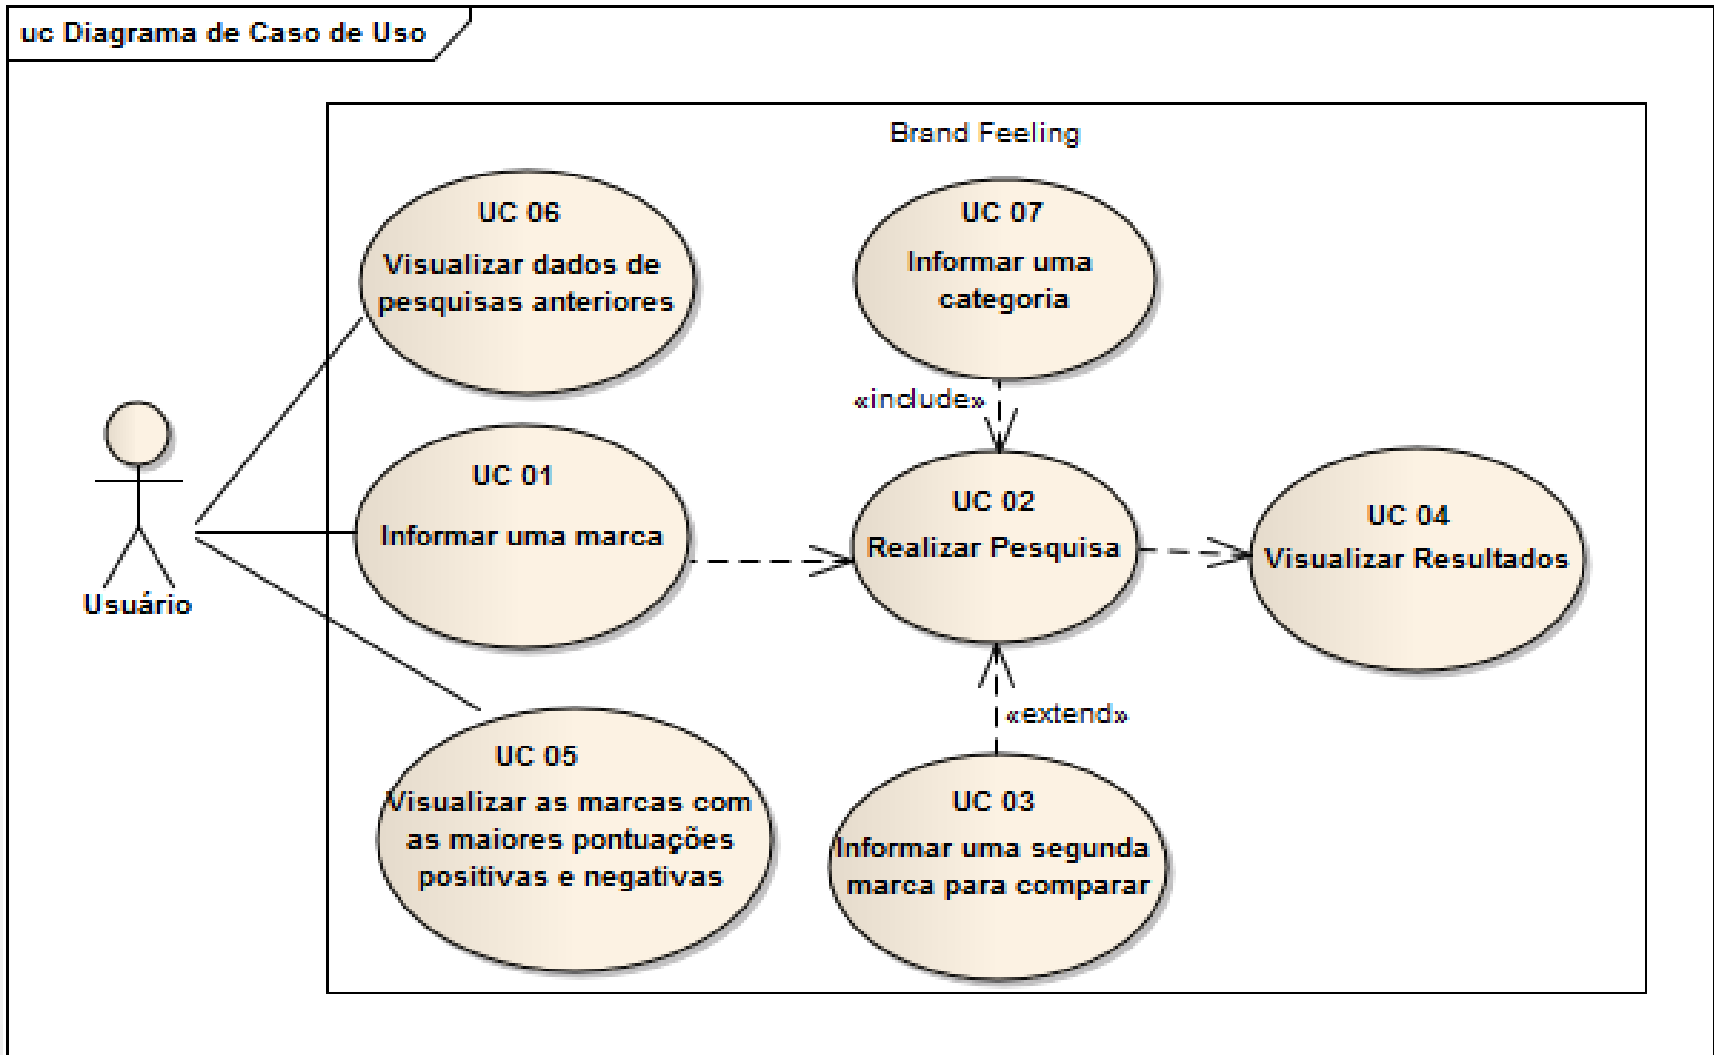 uc Diagrama de Caso de Uso
Brand Feeling
UC 06
Visualizar dados de
pesquisas anteriores
UC 07
Informar uma
categoria
«include»
Usuário
UC 01
Informar uma marca
UC 02
Realizar Pesquisa
UC 04
Visualizar Resultados
«extend»
UC 05
Visualizar as marcas com
as maiores pontuações
positivas e negativas
UC 03
Informar uma segunda
marca para comparar